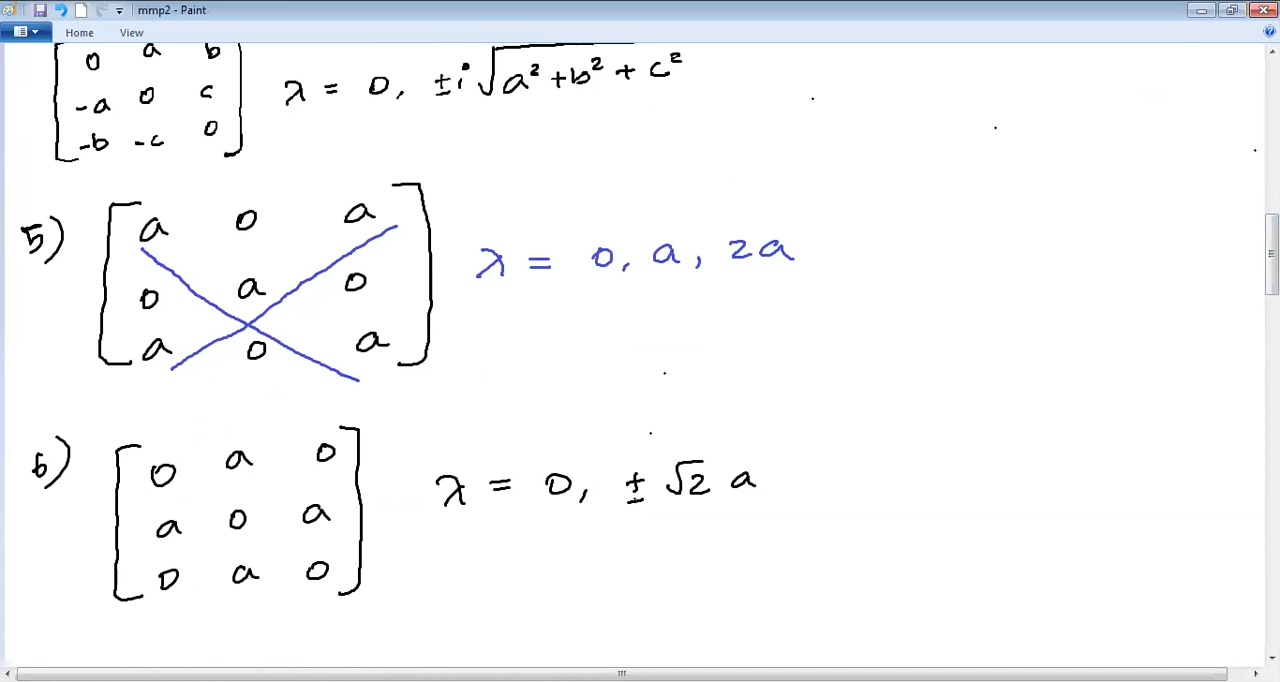 mmp2 - Paint
Home View
0 a b
-a 0 c
-b -c 0
λ = 0, ±i √a² + b² + c²
5)
a 0 a
0 a 0
a 0 a
λ = 0, a, 2a
6)
0 a 0
a 0 a
0 a 0
λ = 0, ± √2 a